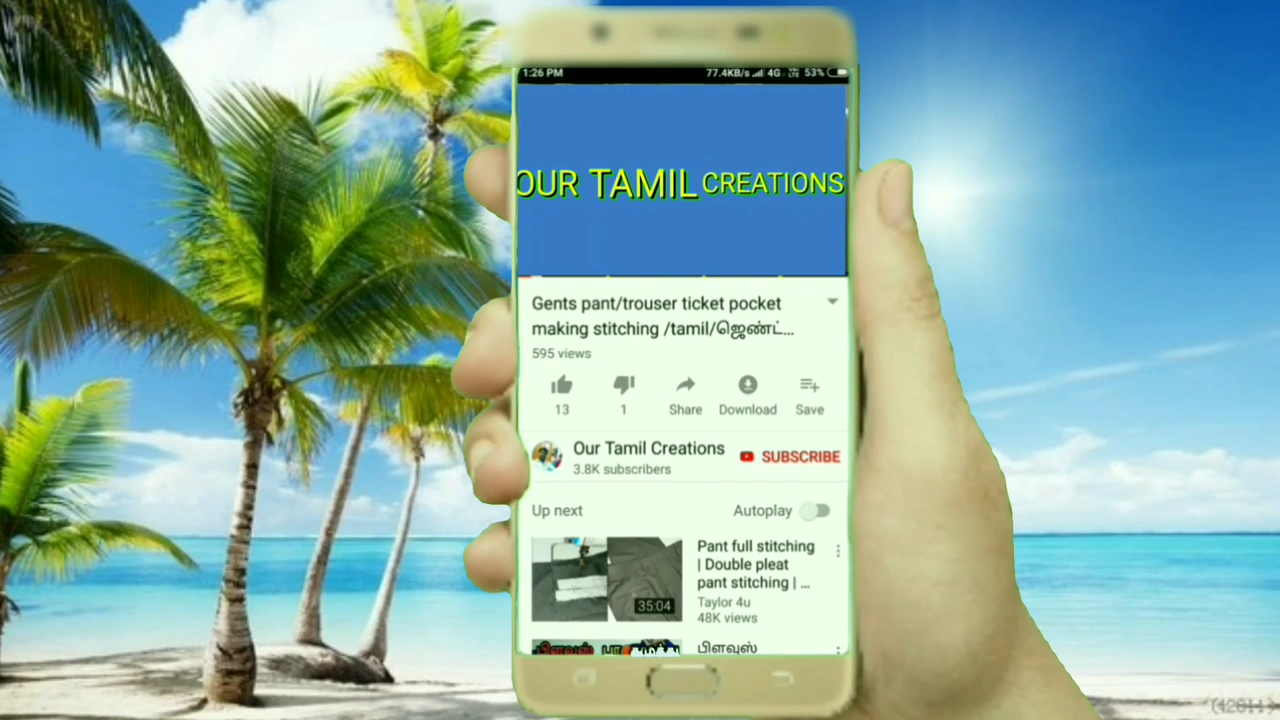 1:26 PM 77.4KB/s 4G VoLTE 53%
OUR TAMIL CREATIONS
Gents pant/trouser ticket pocket
making stitching /tamil/ஜெண்ட்...
595 views
13 1 Share Download Save
Our Tamil Creations SUBSCRIBE
3.8K subscribers
Up next Autoplay
Pant full stitching
| Double pleat
pant stitching | ...
35:04
Taylor 4u
48K views
பிளவுஸ் பிளவுஸ்